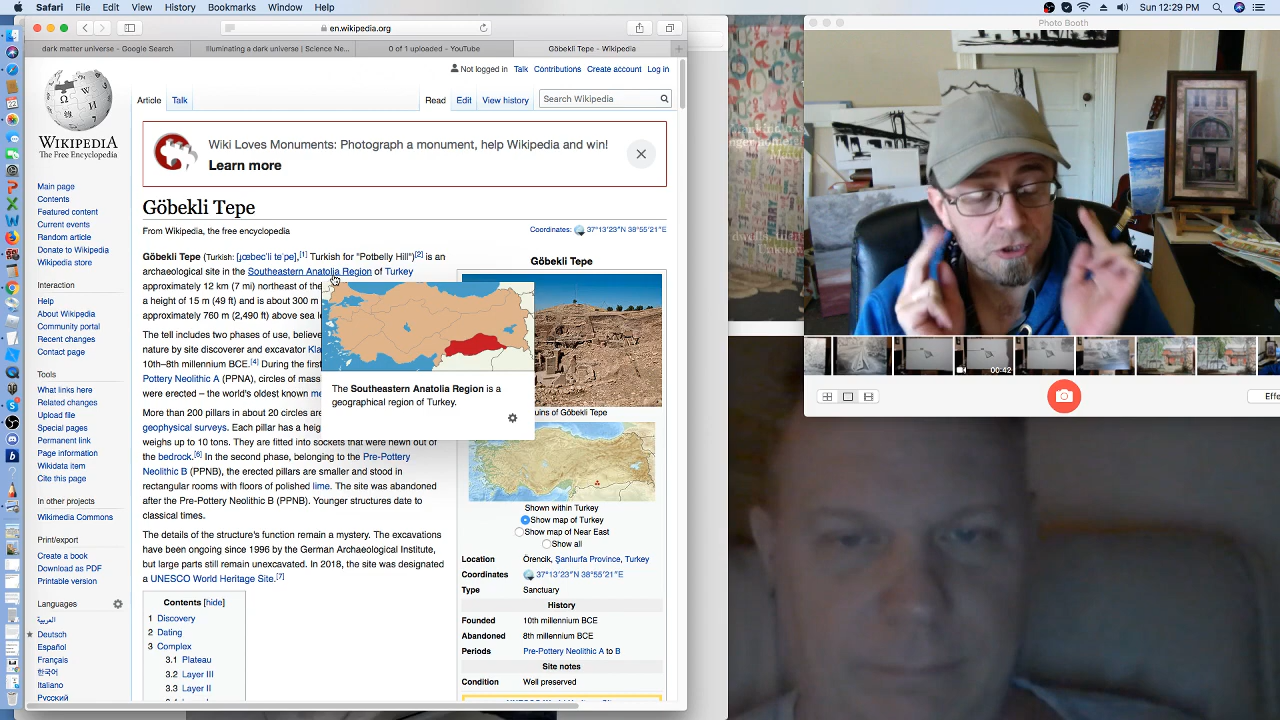 Safari File Edit View History Bookmarks Window Help
Sun 12:29 PM
en.wikipedia.org
dark matter universe - Google Search
Illuminating a dark universe | Science Ne...
0 of 1 uploaded - YouTube
Göbekli Tepe - Wikipedia
Not logged in Talk Contributions Create account Log in
Article Talk
Read Edit View history
Search Wikipedia
WIKIPEDIA
The Free Encyclopedia
Wiki Loves Monuments: Photograph a monument, help Wikipedia and win!
Learn more
Main page
Contents
Featured content
Current events
Random article
Donate to Wikipedia
Wikipedia store
Interaction
Help
About Wikipedia
Community portal
Recent changes
Contact page
Tools
What links here
Related changes
Upload file
Special pages
Permanent link
Page information
Wikidata item
Cite this page
In other projects
Wikimedia Commons
Print/export
Create a book
Download as PDF
Printable version
Languages
العربية
Deutsch
Español
Français
한국어
Italiano
Русский
Göbekli Tepe
From Wikipedia, the free encyclopedia
Coordinates: 37°13′23″N 38°55′21″E
Göbekli Tepe (Turkish: [ɟœbecˈli teˈpe],[1] Turkish for "Potbelly Hill")[2] is an
archaeological site in the Southeastern Anatolia Region of Turkey
approximately 12 km (7 mi) northeast of the
a height of 15 m (49 ft) and is about 300 m
approximately 760 m (2,490 ft) above sea
The tell includes two phases of use, believe
nature by site discoverer and excavator Kla
10th–8th millennium BCE.[4] During the first
Pottery Neolithic A (PPNA), circles of mass
were erected – the world's oldest known me
More than 200 pillars in about 20 circles are
geophysical surveys. Each pillar has a heig
weighs up to 10 tons. They are fitted into sockets that were hewn out of
the bedrock.[6] In the second phase, belonging to the Pre-Pottery
Neolithic B (PPNB), the erected pillars are smaller and stood in
rectangular rooms with floors of polished lime. The site was abandoned
after the Pre-Pottery Neolithic B (PPNB). Younger structures date to
classical times.
The details of the structure's function remain a mystery. The excavations
have been ongoing since 1996 by the German Archaeological Institute,
but large parts still remain unexcavated. In 2018, the site was designated
a UNESCO World Heritage Site.[7]
Contents [hide]
1 Discovery
2 Dating
3 Complex
3.1 Plateau
3.2 Layer III
3.3 Layer II
The Southeastern Anatolia Region is a
geographical region of Turkey.
Göbekli Tepe
uins of Göbekli Tepe
Shown within Turkey
Show map of Turkey
Show map of Near East
Show all
Location Örencik, Şanlıurfa Province, Turkey
Coordinates 37°13′23″N 38°55′21″E
Type Sanctuary
History
Founded 10th millennium BCE
Abandoned 8th millennium BCE
Periods Pre-Pottery Neolithic A to B
Site notes
Condition Well preserved
Photo Booth
00:42
Effe